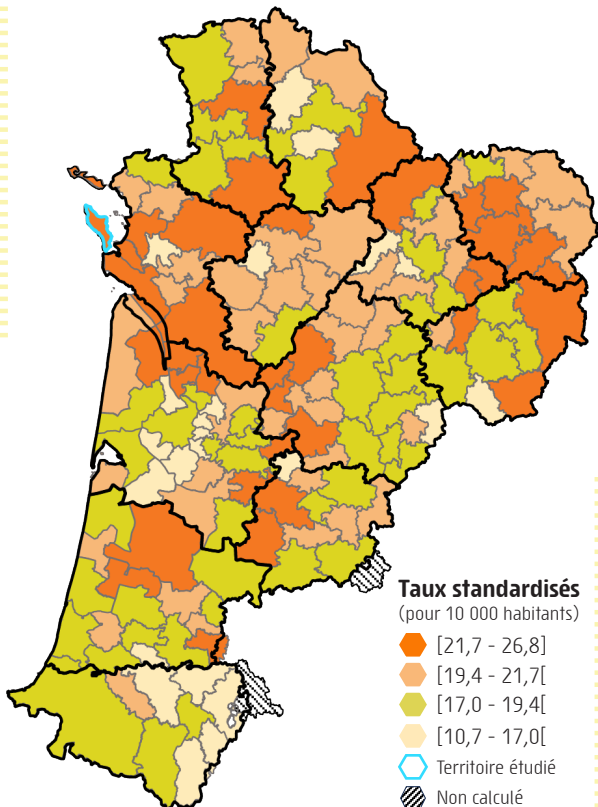 Taux standardisés
(pour 10 000 habitants)
[21,7 - 26,8]
[19,4 - 21,7[
[17,0 - 19,4[
[10,7 - 17,0[
Territoire étudié
Non calculé